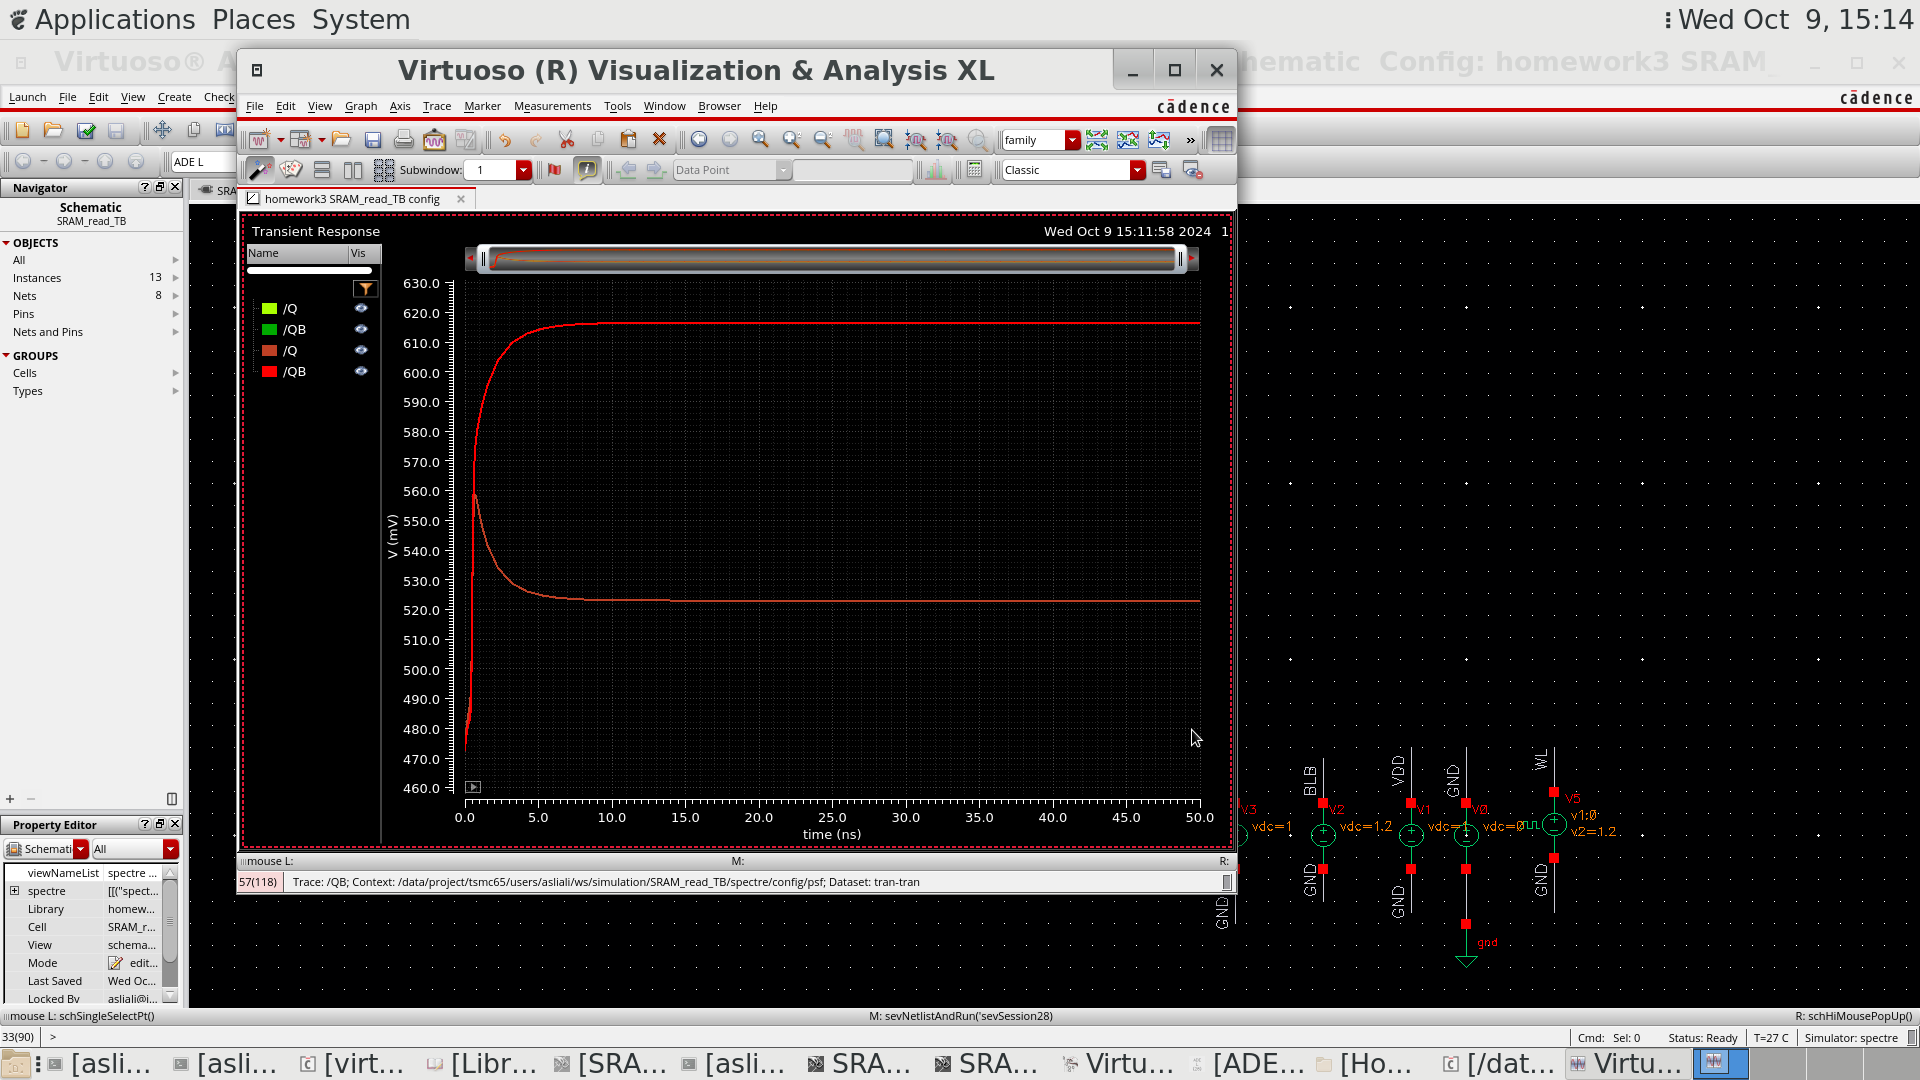 Applications Places System
Wed Oct 9, 15:14
Virtuoso® A
hematic Config: homework3 SRAM_
Virtuoso (R) Visualization & Analysis XL
Launch File Edit View Create Check
cādence
File Edit View Graph Axis Trace Marker Measurements Tools Window Browser Help
cādence
family
»
ADE L
Subwindow: 1
Data Point
Classic
Navigator
SRA
homework3 SRAM_read_TB config
Schematic
SRAM_read_TB
OBJECTS
All
Instances 13
Nets 8
Pins
Nets and Pins
GROUPS
Cells
Types
Transient Response
Wed Oct 9 15:11:58 2024 1
Name Vis
/Q
/QB
/Q
/QB
630.0
620.0
610.0
600.0
590.0
580.0
570.0
560.0
550.0
540.0
530.0
520.0
510.0
500.0
490.0
480.0
470.0
460.0
V (mV)
0.0 5.0 10.0 15.0 20.0 25.0 30.0 35.0 40.0 45.0 50.0
time (ns)
mouse L: M: R:
57(118) Trace: /QB; Context: /data/project/tsmc65/users/asliali/ws/simulation/SRAM_read_TB/spectre/config/psf; Dataset: tran-tran
BLB VDD GND WL
V3 V2 V1 V0 V5
vdc=1 vdc=1.2 vdc=1 vdc=0 v1:0
v2=1.2
GND GND GND GND
gnd
Property Editor
Schemati All
viewNameList spectre ...
spectre [[("spect...
Library homew...
Cell SRAM_r...
View schema...
Mode edit...
Last Saved Wed Oc...
Locked By asliali@i...
mouse L: schSingleSelectPt() M: sevNetlistAndRun('sevSession28) R: schHiMousePopUp()
33(90) > Cmd: Sel: 0 Status: Ready T=27 C Simulator: spectre
[asli... [asli... [virt... [Libr... [SRA... [asli... SRA... SRA... Virtu... [ADE... [Ho... [/dat... Virtu...